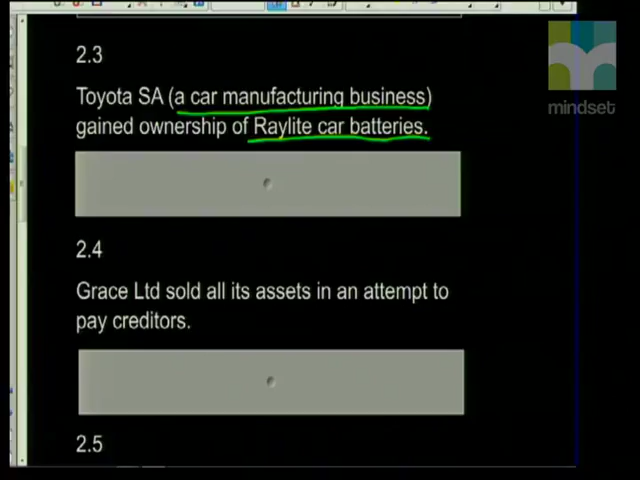 2.3
mindset
Toyota SA (a car manufacturing business)
gained ownership of Raylite car batteries.
2.4
Grace Ltd sold all its assets in an attempt to
pay creditors.
2.5